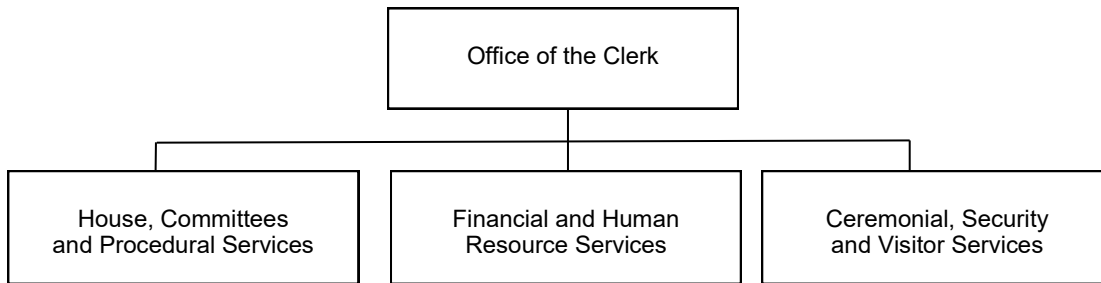 Office of the Clerk
House, Committees
and Procedural Services
Financial and Human
Resource Services
Ceremonial, Security
and Visitor Services